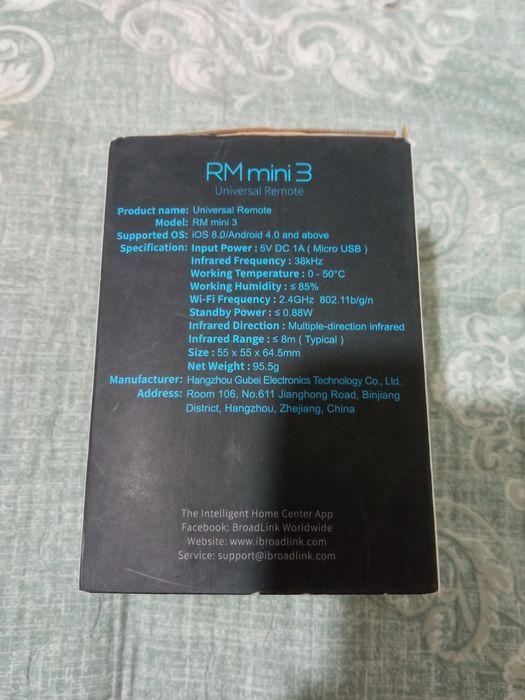 RM mini 3
Universal Remote
Product name: Universal Remote
Model: RM mini 3
Supported OS: iOS 8.0/Android 4.0 and above
Specification: Input Power : 5V DC 1A ( Micro USB )
Infrared Frequency : 38kHz
Working Temperature : 0 - 50°C
Working Humidity : ≤ 85%
Wi-Fi Frequency : 2.4GHz 802.11b/g/n
Standby Power : ≤ 0.88W
Infrared Direction : Multiple-direction infrared
Infrared Range : ≤ 8m ( Typical )
Size : 55 x 55 x 64.5mm
Net Weight : 95.5g
Manufacturer: Hangzhou Gubei Electronics Technology Co., Ltd.
Address: Room 106, No.611 Jianghong Road, Binjiang
District, Hangzhou, Zhejiang, China
The Intelligent Home Center App
Facebook: BroadLink Worldwide
Website: www.ibroadlink.com
Service: support@ibroadlink.com